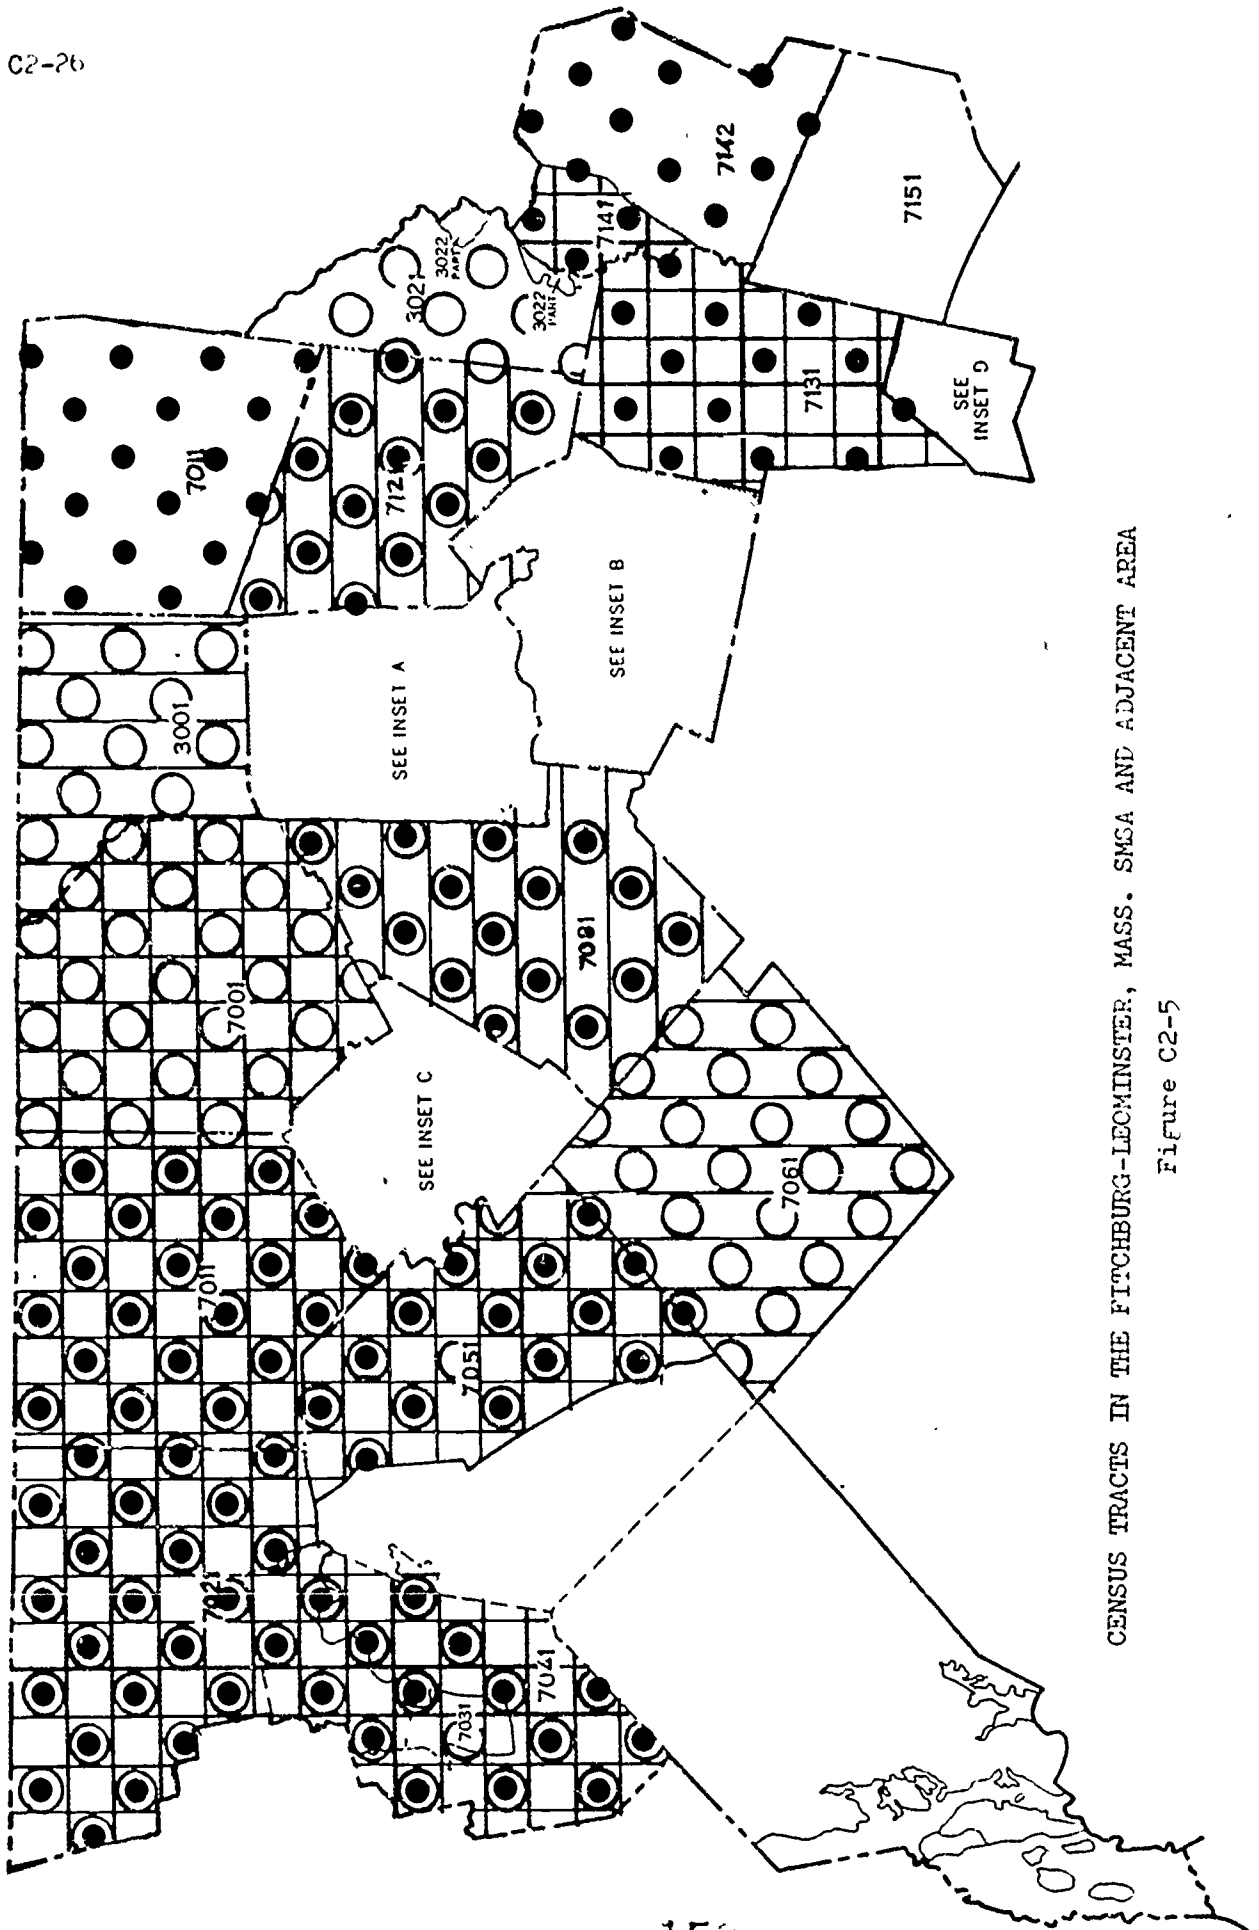 C2-26
7142
7151
7141
3022
PART
3021
3022
PART
7131
SEE
INSET D
7011
7121
SEE INSET B
3001
SEE INSET A
7081
7001
SEE INSET C
7061
7011
7051
7021
7041
7031
CENSUS TRACTS IN THE FITCHBURG-LEOMINSTER, MASS. SMSA AND ADJACENT AREA
Figure C2-5